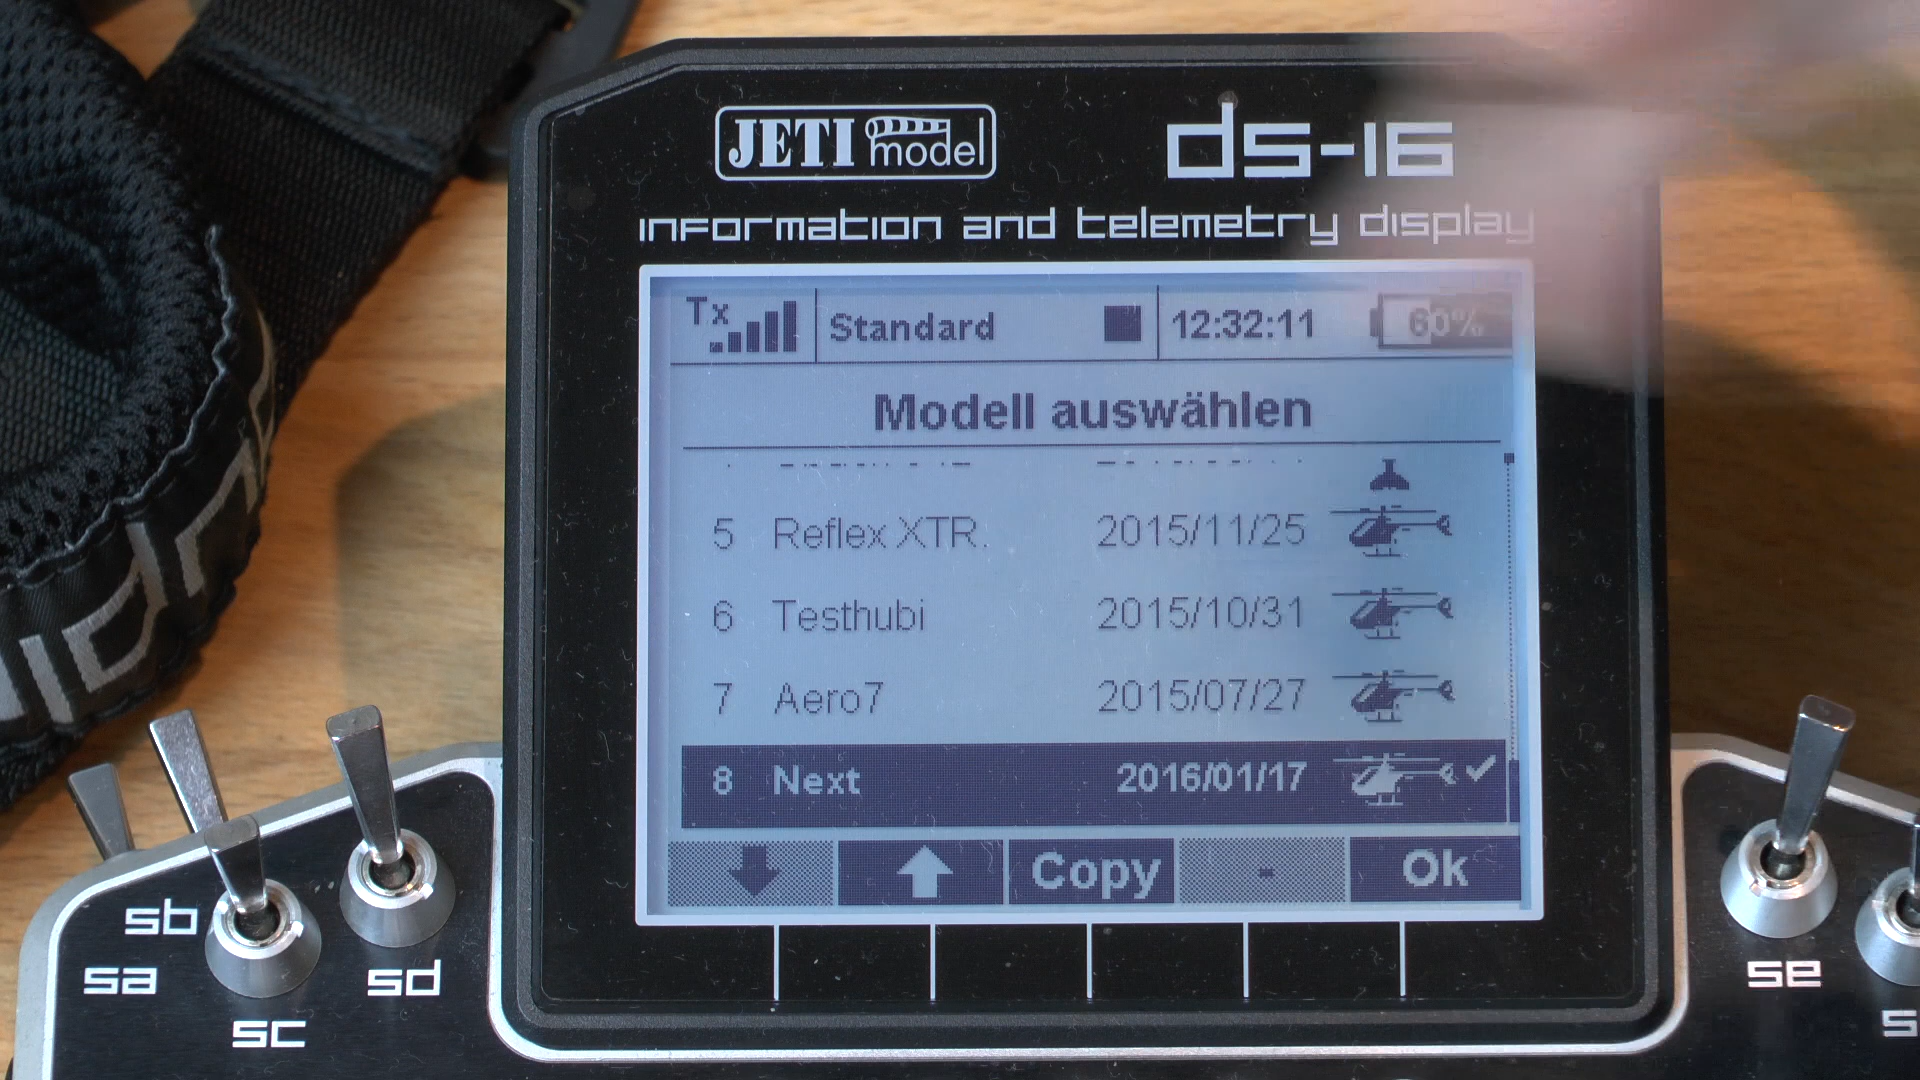 JETI model
ds-16
information and telemetry display
Tx Standard 12:32:11 60%
Modell auswählen
5 Reflex XTR. 2015/11/25
6 Testhubi 2015/10/31
7 Aero7 2015/07/27
8 Next 2016/01/17
Copy - Ok
sb
sa
sc
sd
se